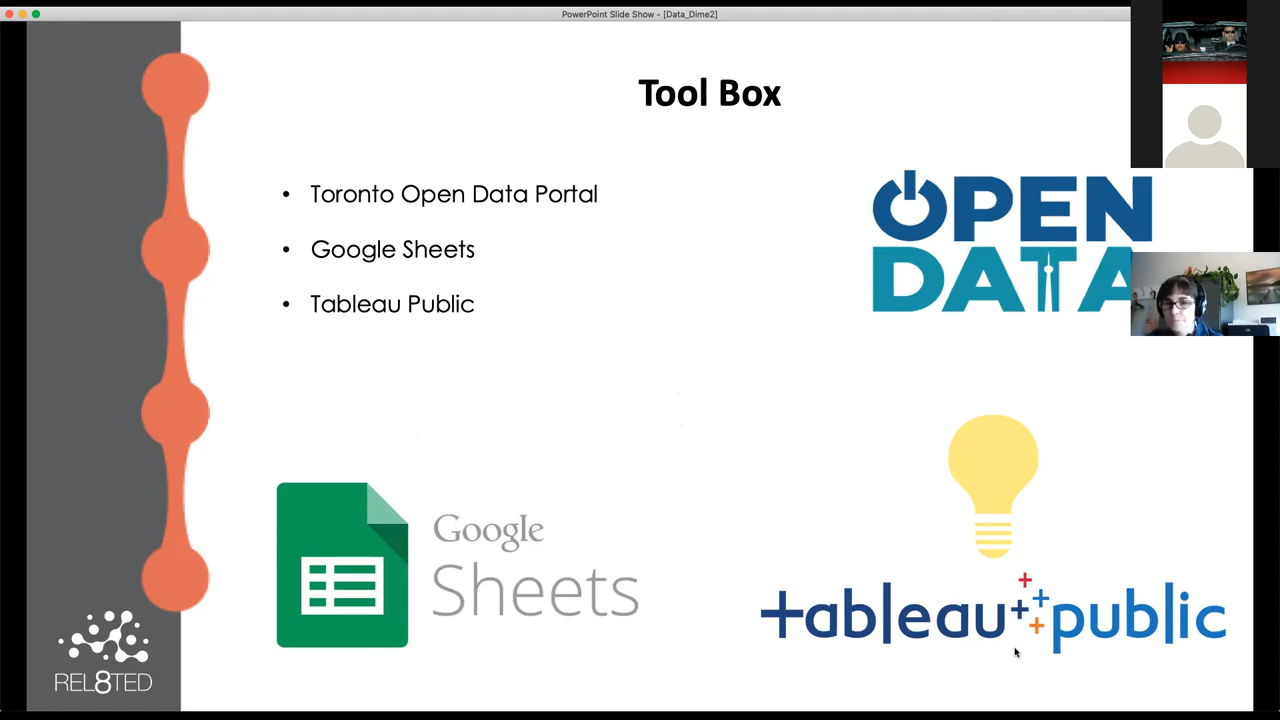 PowerPoint Slide Show - [Data_Dime2]
Tool Box
• Toronto Open Data Portal
• Google Sheets
• Tableau Public
OPEN
DATA
Google
Sheets
+ableau public
REL8TED